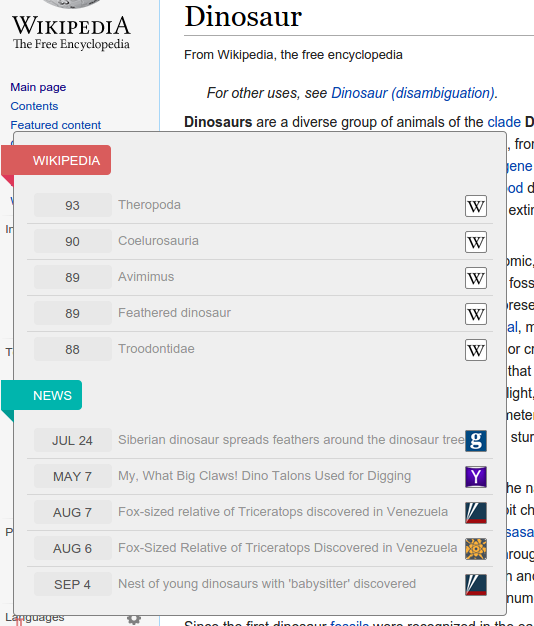 WIKIPEDIA
The Free Encyclopedia
Main page
Contents
Featured content
Dinosaur
From Wikipedia, the free encyclopedia
For other uses, see Dinosaur (disambiguation).
Dinosaurs are a diverse group of animals of the clade D
WIKIPEDIA
93 Theropoda W
90 Coelurosauria W
89 Avimimus W
89 Feathered dinosaur W
88 Troodontidae W
NEWS
JUL 24 Siberian dinosaur spreads feathers around the dinosaur tree g
MAY 7 My, What Big Claws! Dino Talons Used for Digging Y
AUG 7 Fox-sized relative of Triceratops discovered in Venezuela
AUG 6 Fox-Sized Relative of Triceratops Discovered in Venezuela
SEP 4 Nest of young dinosaurs with 'babysitter' discovered
Languages
Since the first dinosaur fossils were recognized in the